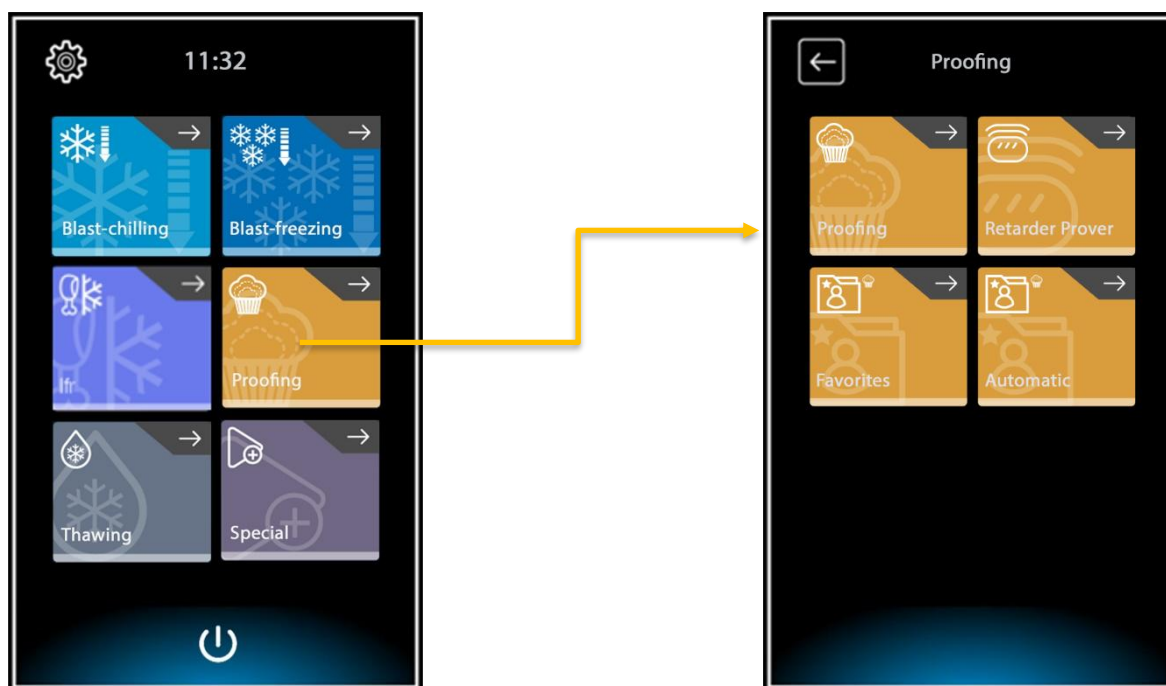 11:32
Blast-chilling
Blast-freezing
Ifr
Proofing
Thawing
Special
Proofing
Proofing
Retarder Prover
Favorites
Automatic